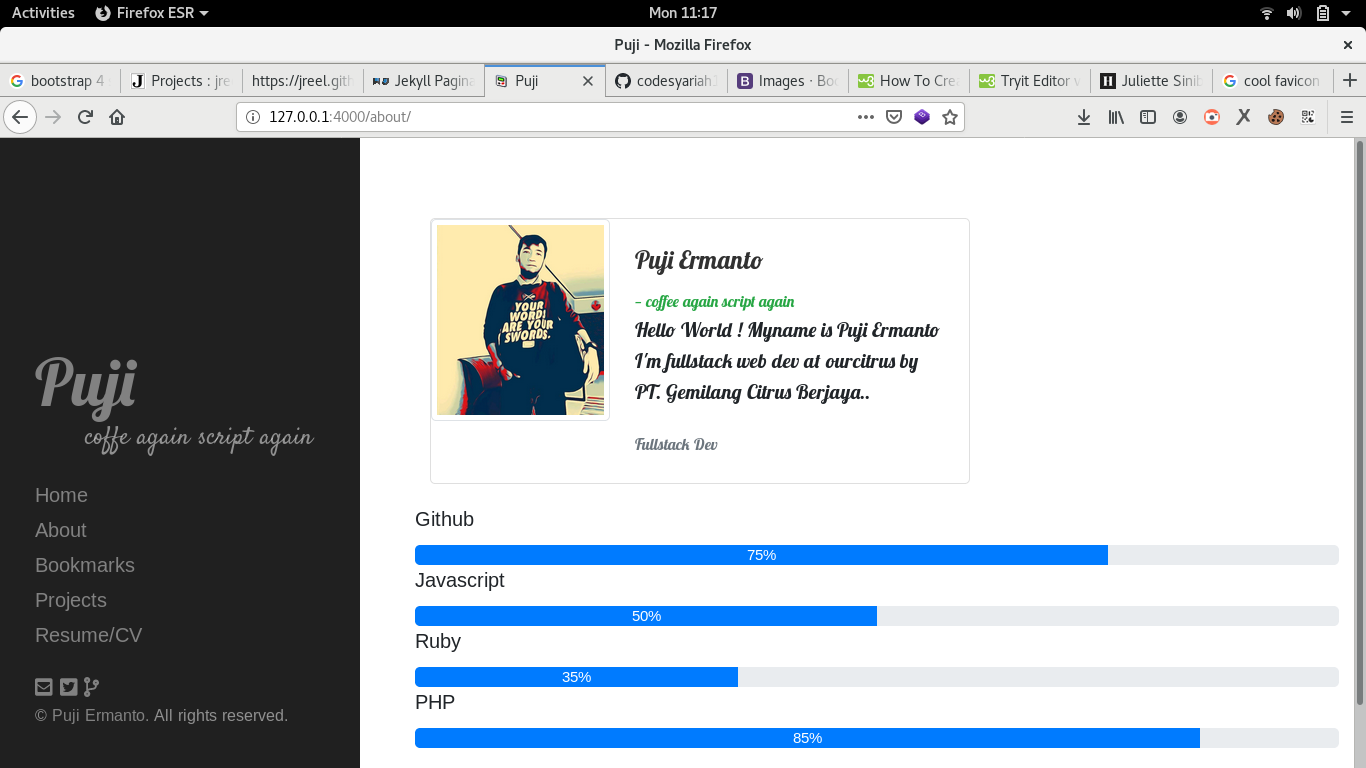 Activities Firefox ESR Mon 11:17
Puji - Mozilla Firefox
bootstrap 4 Projects : jre https://jreel.gith Jekyll Pagina Puji codesyariah1 Images · Boo How To Crea Tryit Editor v Juliette Sinib cool favicon
127.0.0.1:4000/about/
Puji
coffe again script again
Home
About
Bookmarks
Projects
Resume/CV
© Puji Ermanto. All rights reserved.
YOUR
WORD!
ARE YOUR
SWORDS.
Puji Ermanto
– coffee again script again
Hello World ! Myname is Puji Ermanto
I'm fullstack web dev at ourcitrus by
PT. Gemilang Citrus Berjaya..
Fullstack Dev
Github
75%
Javascript
50%
Ruby
35%
PHP
85%